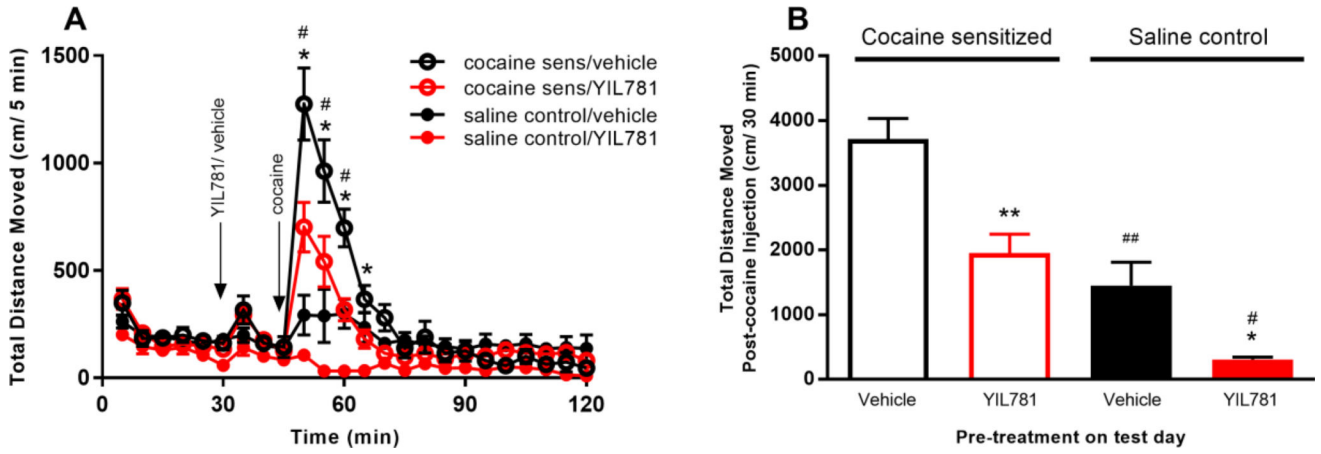 A
Total Distance Moved (cm/ 5 min)
1500
1000
500
0
0
30
60
90
120
Time (min)
YIL781/ vehicle
cocaine
#
*
#
*
#
*
*
cocaine sens/vehicle
cocaine sens/YIL781
saline control/vehicle
saline control/YIL781
B
Cocaine sensitized
Saline control
Total Distance Moved
Post-cocaine Injection (cm/ 30 min)
5000
4000
3000
2000
1000
0
**
##
#
*
Vehicle
YIL781
Vehicle
YIL781
Pre-treatment on test day